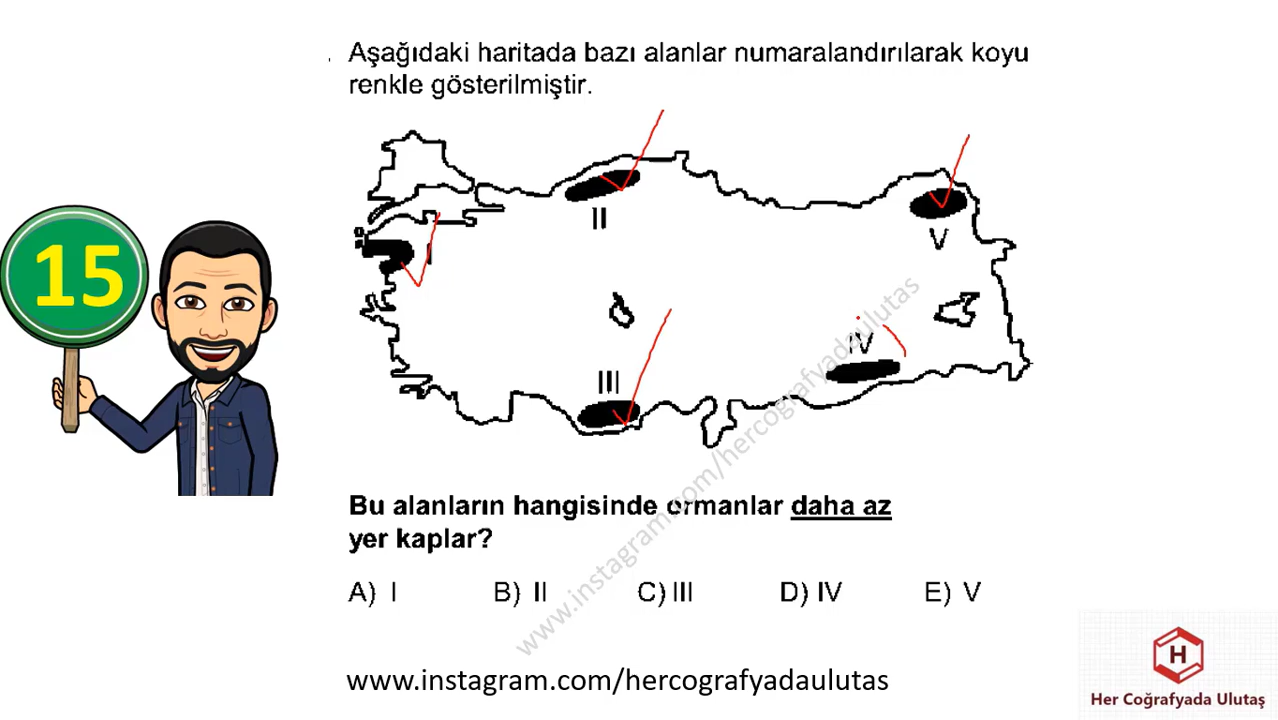 Aşağıdaki haritada bazı alanlar numaralandırılarak koyu
renkle gösterilmiştir.
15
I
II
III
IV
V
www.instagram.com/hercografyadaulutas
Bu alanların hangisinde ormanlar daha az
yer kaplar?
A) I B) II C) III D) IV E) V
www.instagram.com/hercografyadaulutas
H
Her Coğrafyada Ulutaş